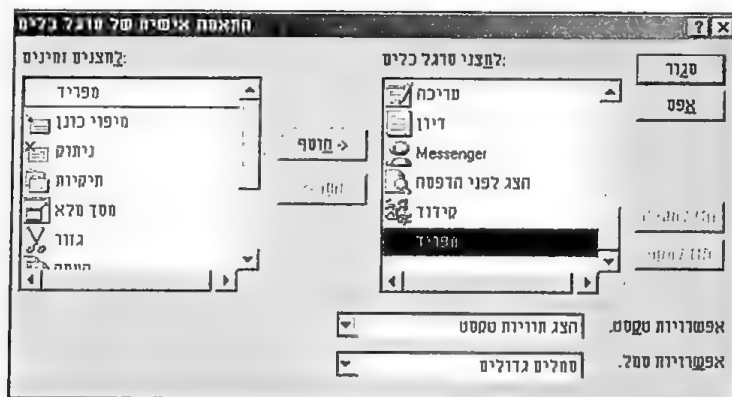 התאמה אישית של סרגל כלים
לחצני סרגל כלים:
לחצנים זמינים:
סגור
אפס
עריכה
דיון
Messenger
הצג לפני הדפסה
קידוד
מפריד
הוסף ->
מפריד
מיפוי כונן
ניתוק
תיקיות
מסך מלא
גזור
אפשרויות טקסט.
הצג תוויות טקסט
אפשרויות סמל.
סמלים גדולים